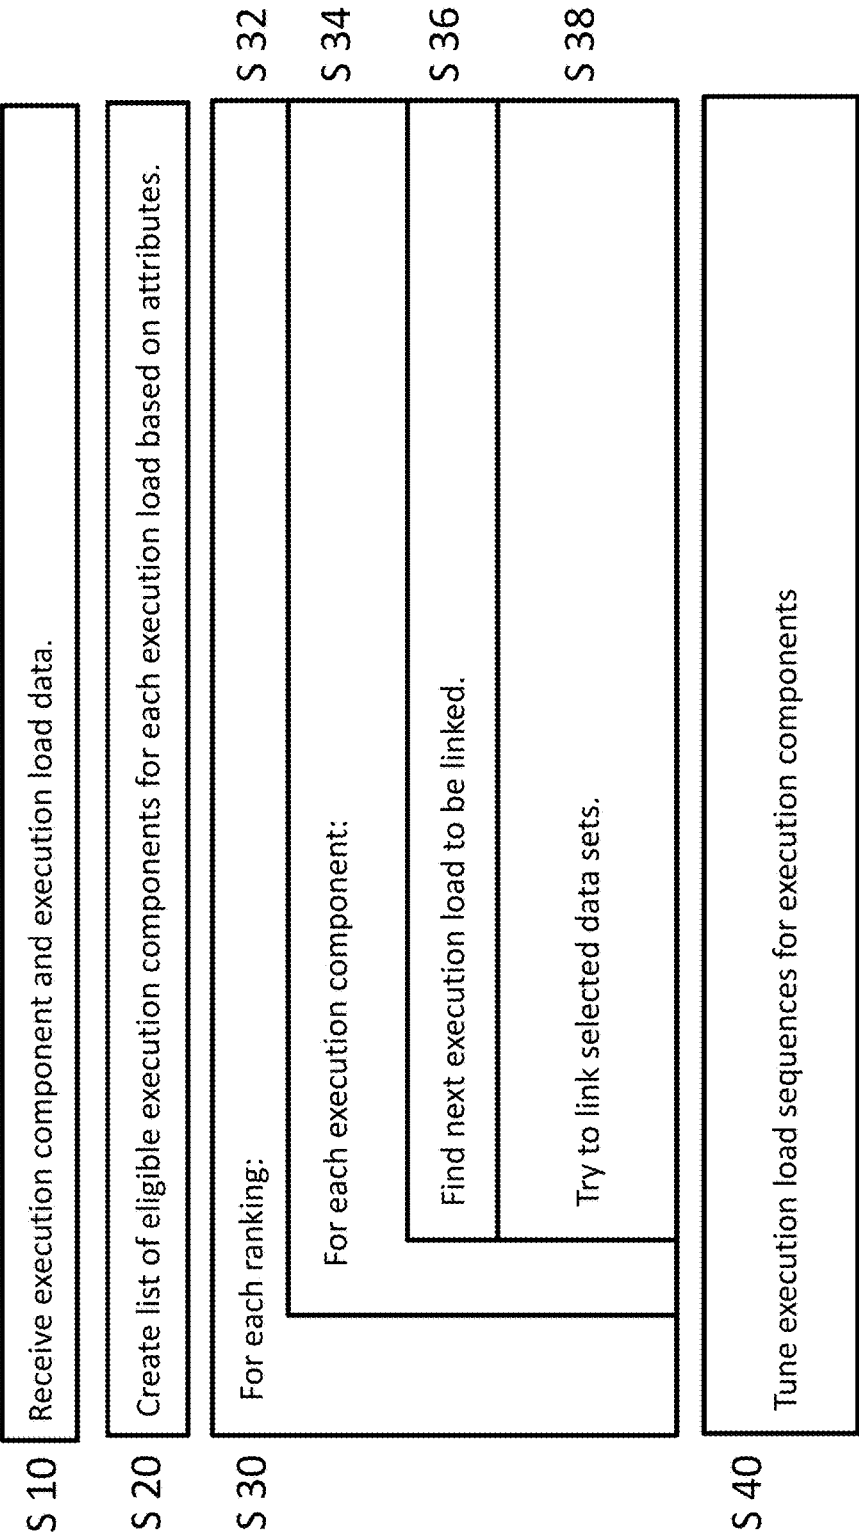 S 10 Receive execution component and execution load data.
S 20 Create list of eligible execution components for each execution load based on attributes.
S 30 For each ranking: S 32
For each execution component: S 34
Find next execution load to be linked. S 36
Try to link selected data sets. S 38
S 40 Tune execution load sequences for execution components